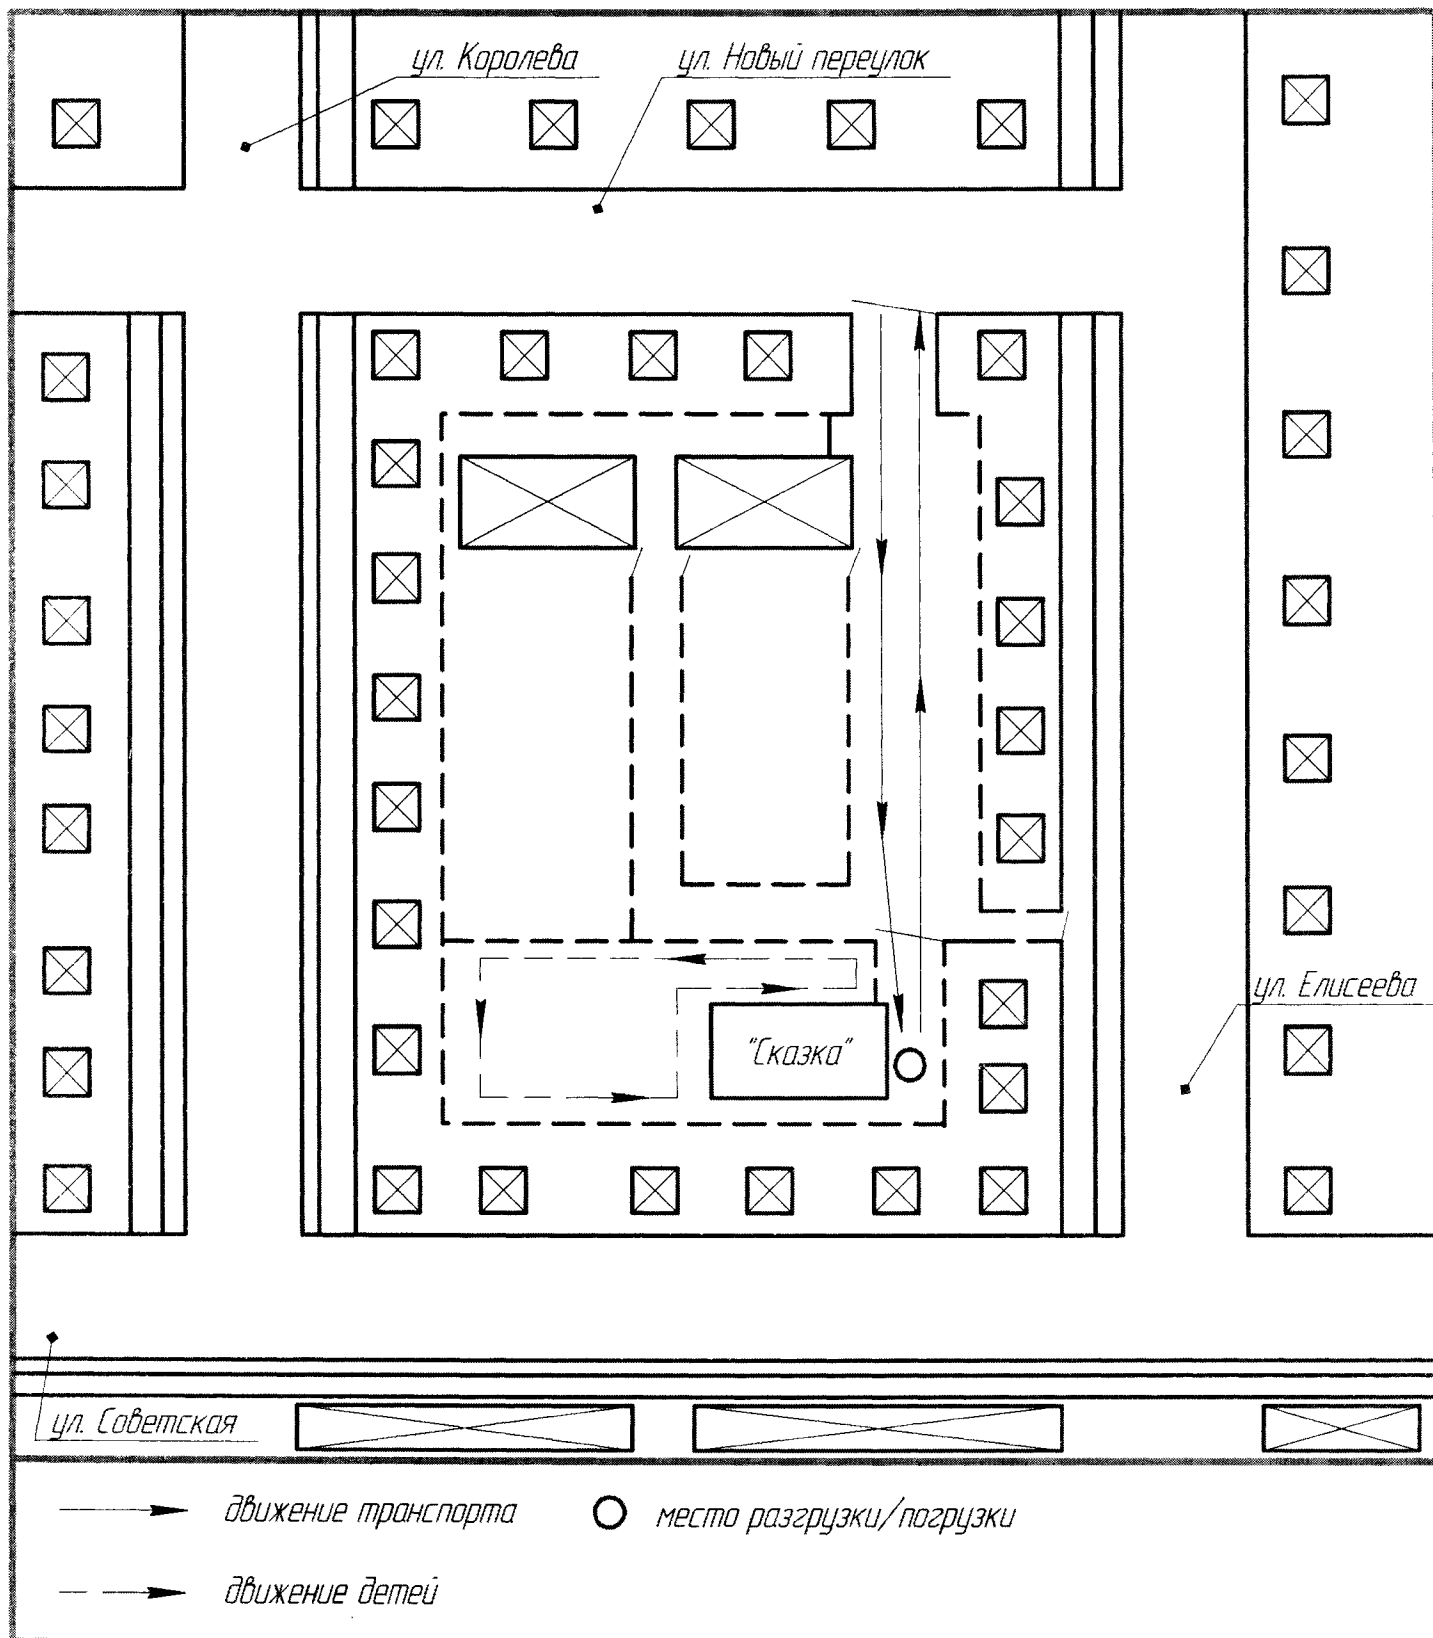 ул. Королева
ул. Новый переулок
"Сказка"
ул. Елисеева
ул. Советская
движение транспорта
место разгрузки/погрузки
движение детей